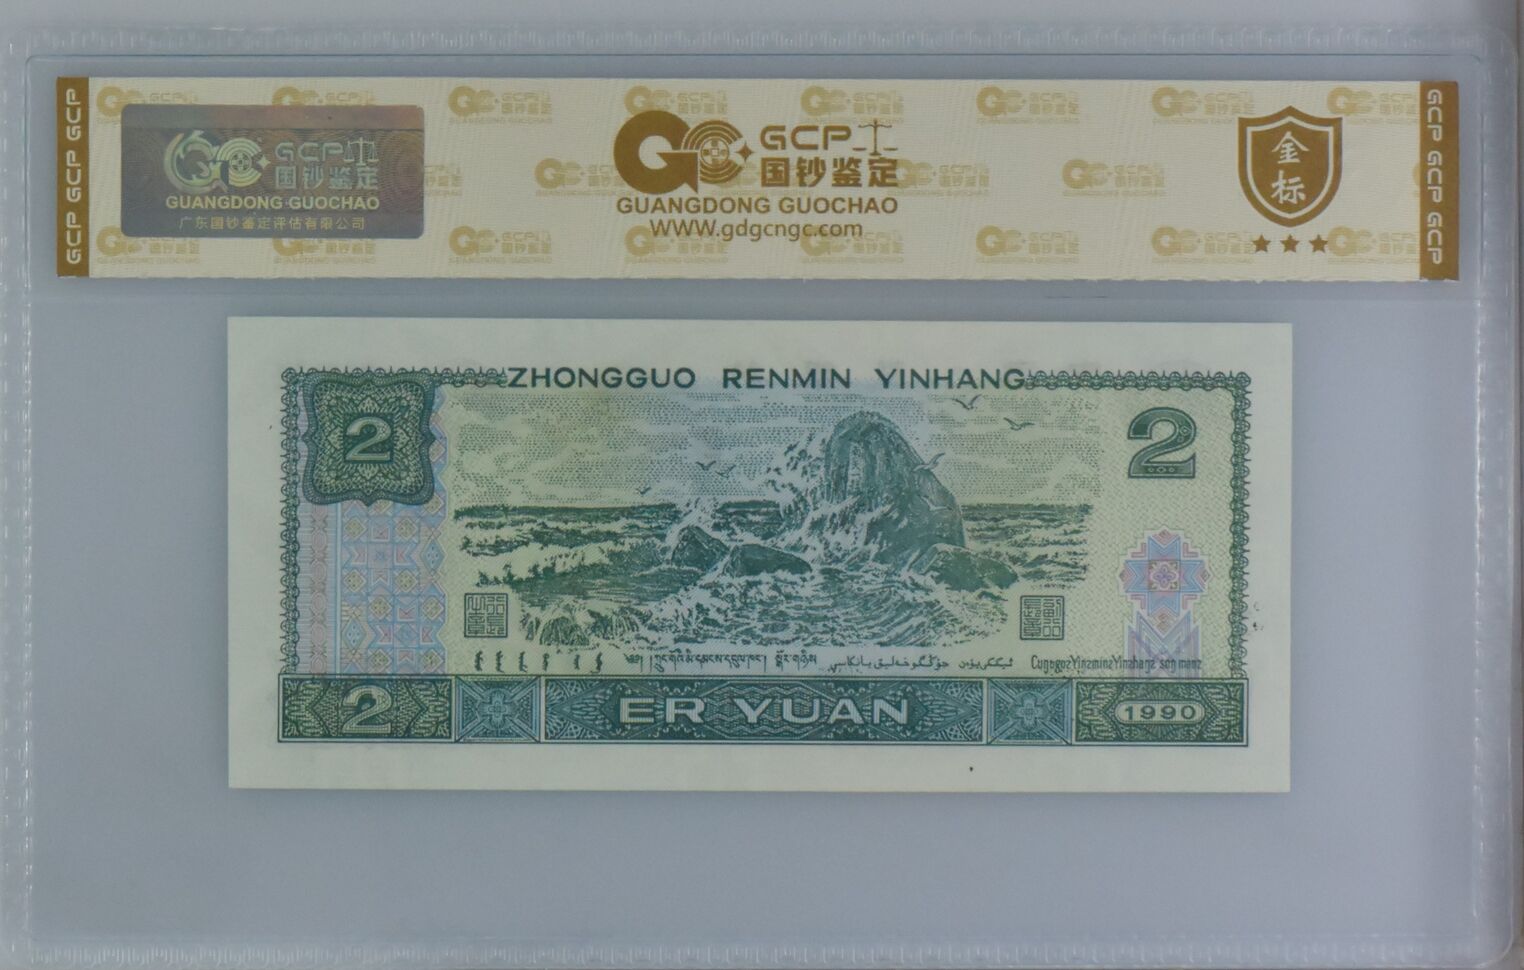 GCP GCP GCP
GCP
国钞鉴定
GUANGDONG GUOCHAO
广东国钞鉴定评估有限公司
GCP
国钞鉴定
GUANGDONG GUOCHAO
WWW.gdgcngc.com
金
标
GCP GCP GCP
ZHONGGUO RENMIN YINHANG
2
2
2 ER YUAN 1990